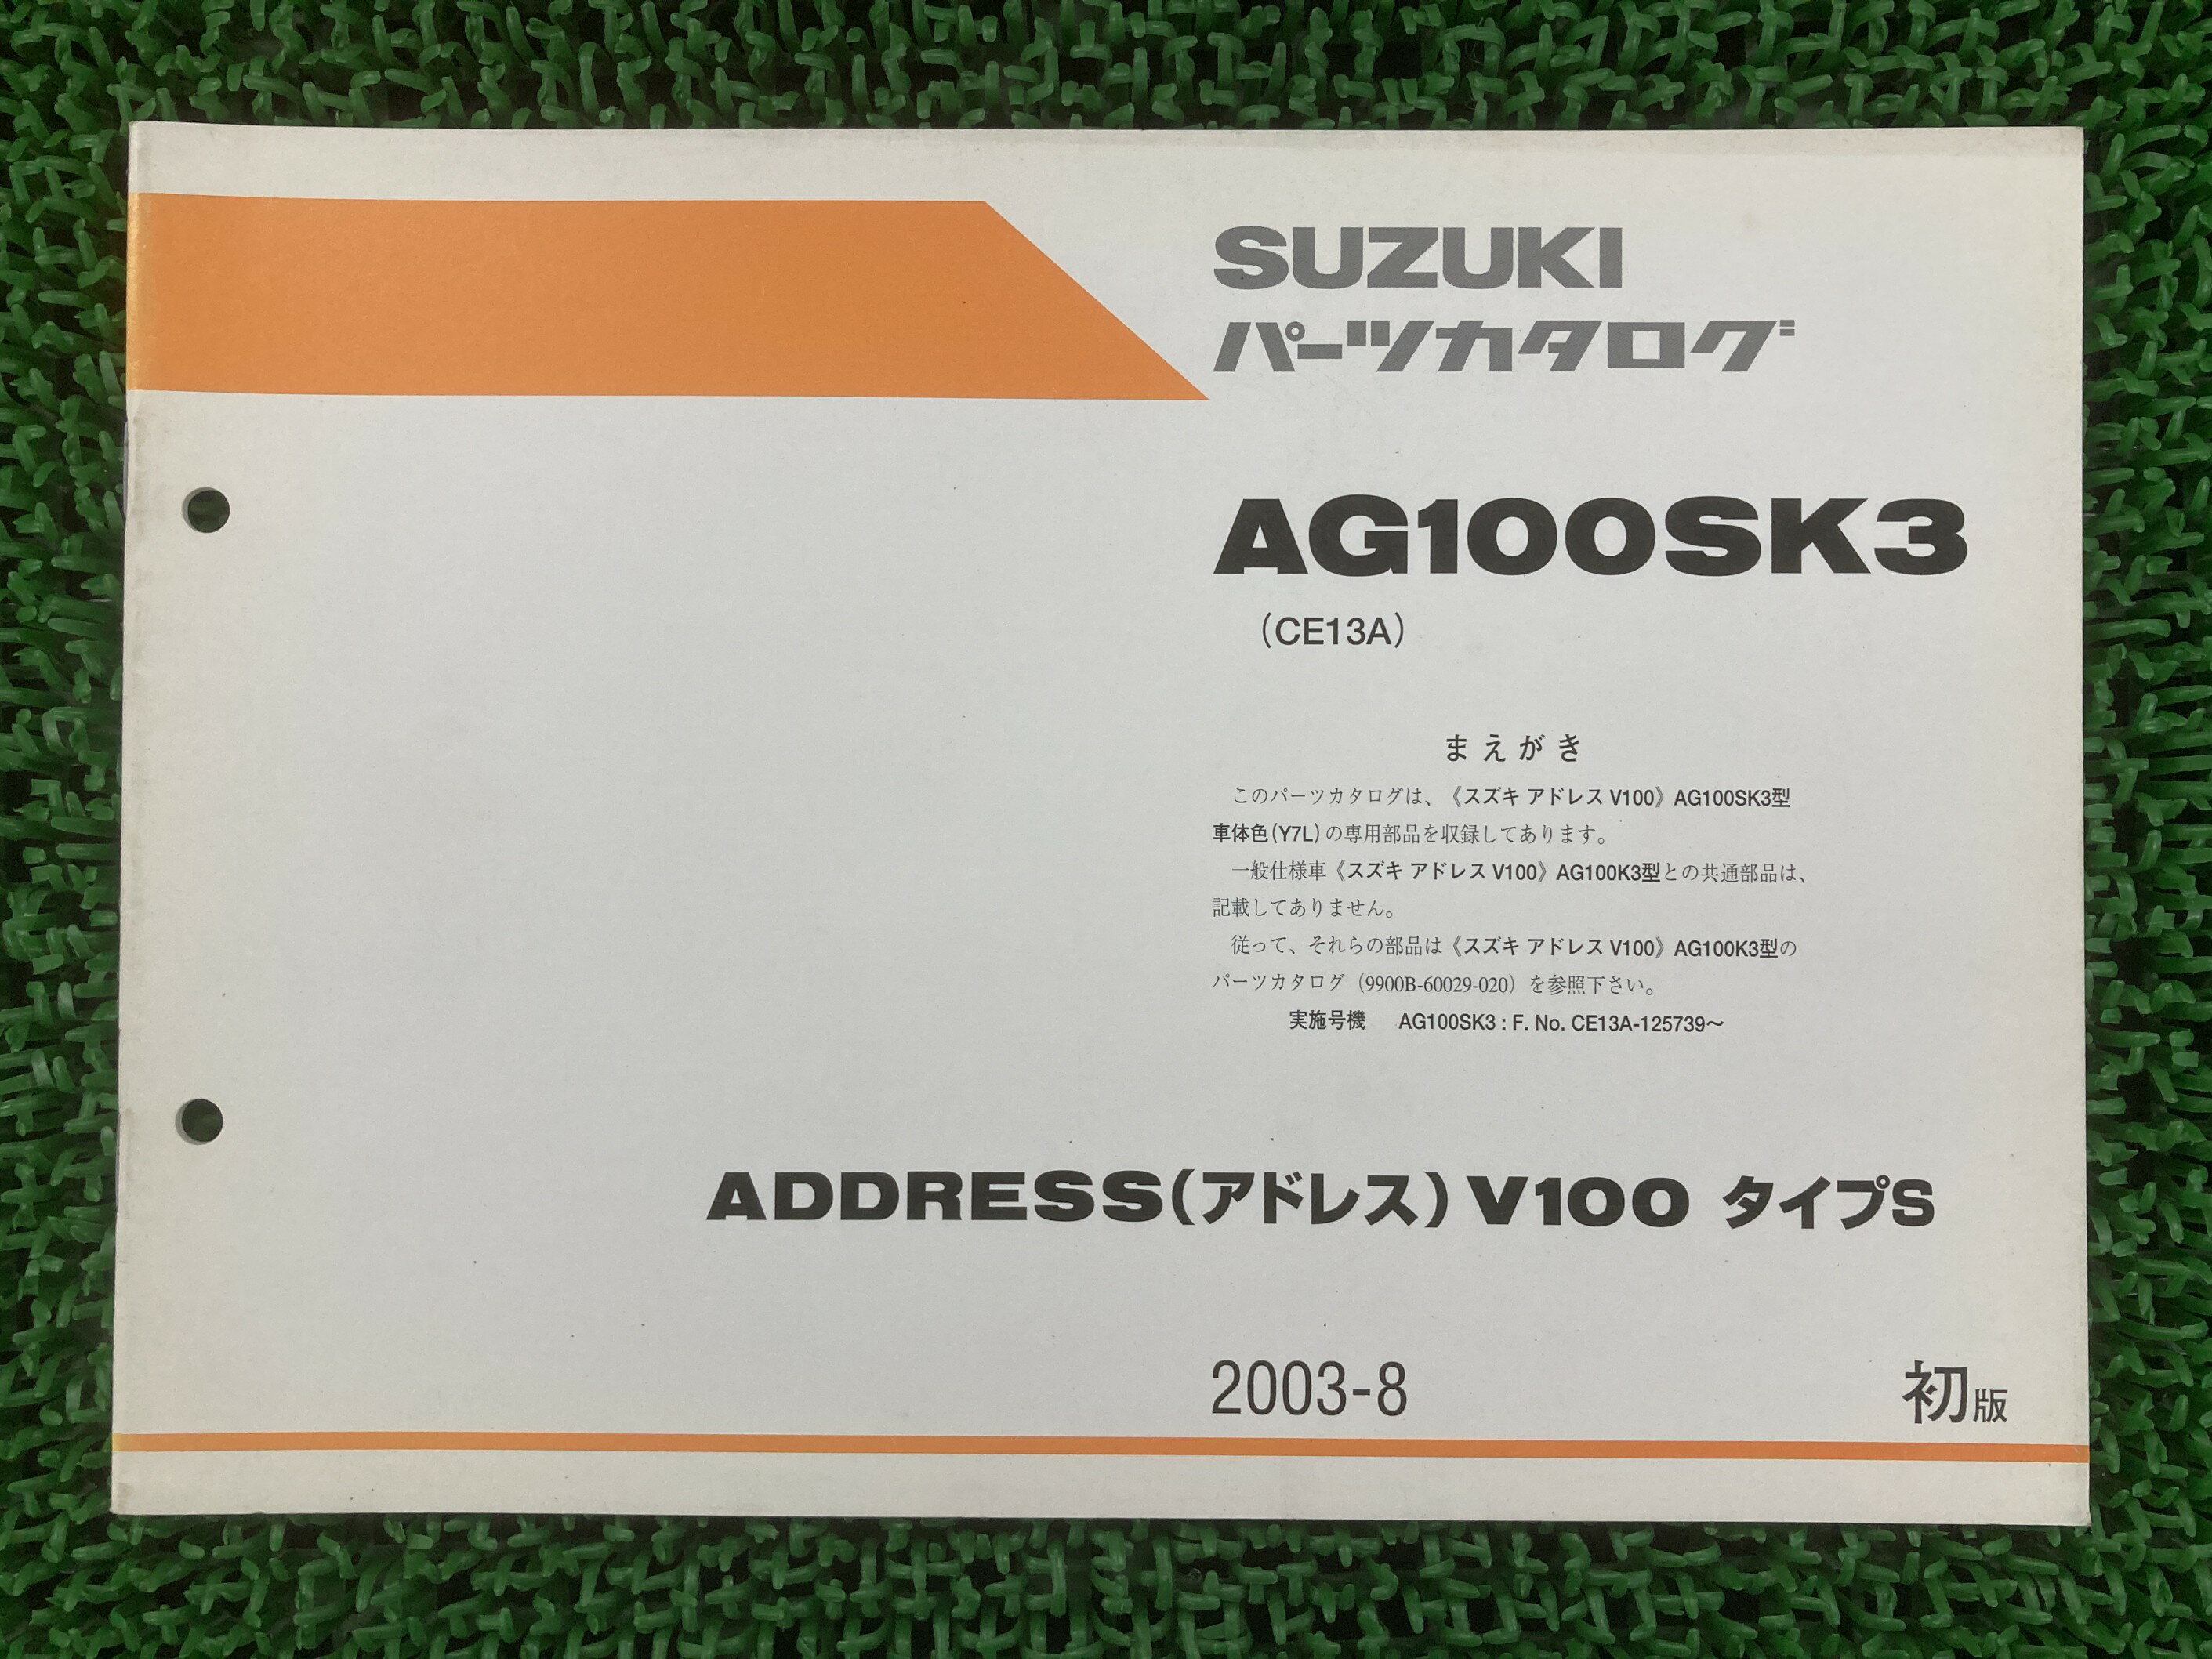 SUZUKI
パーツカタログ
AG100SK3
(CE13A)
まえがき
このパーツカタログは、《スズキ アドレス V100》AG100SK3型
車体色(Y7L)の専用部品を収録してあります。
一般仕様車《スズキ アドレス V100》AG100K3型との共通部品は、
記載してありません。
従って、それらの部品は《スズキ アドレス V100》AG100K3型の
パーツカタログ（9900B-60029-020）を参照下さい。
実施号機 AG100SK3 : F. No. CE13A-125739〜
ADDRESS(アドレス) V100 タイプS
2003-8 初版